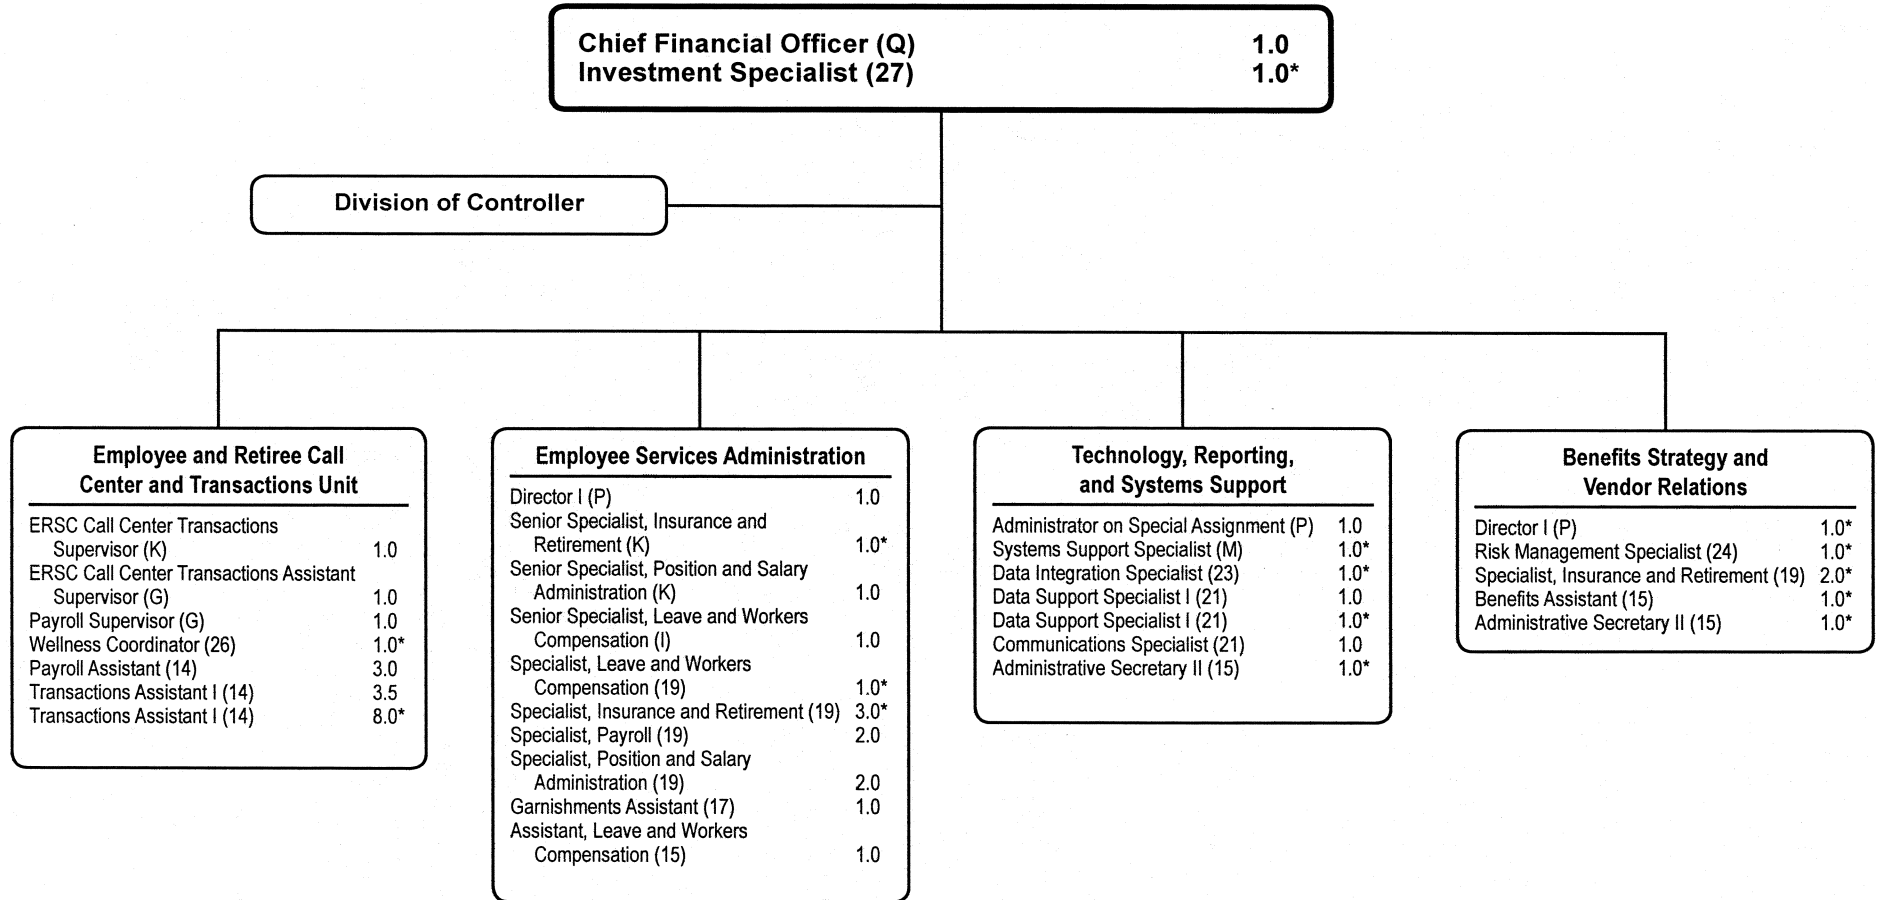 Chief Financial Officer (Q) 1.0
Investment Specialist (27) 1.0*
Division of Controller
Employee and Retiree Call
Center and Transactions Unit
ERSC Call Center Transactions
Supervisor (K) 1.0
ERSC Call Center Transactions Assistant
Supervisor (G) 1.0
Payroll Supervisor (G) 1.0
Wellness Coordinator (26) 1.0*
Payroll Assistant (14) 3.0
Transactions Assistant I (14) 3.5
Transactions Assistant I (14) 8.0*
Employee Services Administration
Director I (P) 1.0
Senior Specialist, Insurance and
Retirement (K) 1.0*
Senior Specialist, Position and Salary
Administration (K) 1.0
Senior Specialist, Leave and Workers
Compensation (I) 1.0
Specialist, Leave and Workers
Compensation (19) 1.0*
Specialist, Insurance and Retirement (19) 3.0*
Specialist, Payroll (19) 2.0
Specialist, Position and Salary
Administration (19) 2.0
Garnishments Assistant (17) 1.0
Assistant, Leave and Workers
Compensation (15) 1.0
Technology, Reporting,
and Systems Support
Administrator on Special Assignment (P) 1.0
Systems Support Specialist (M) 1.0*
Data Integration Specialist (23) 1.0*
Data Support Specialist I (21) 1.0
Data Support Specialist I (21) 1.0*
Communications Specialist (21) 1.0
Administrative Secretary II (15) 1.0*
Benefits Strategy and
Vendor Relations
Director I (P) 1.0*
Risk Management Specialist (24) 1.0*
Specialist, Insurance and Retirement (19) 2.0*
Benefits Assistant (15) 1.0*
Administrative Secretary II (15) 1.0*